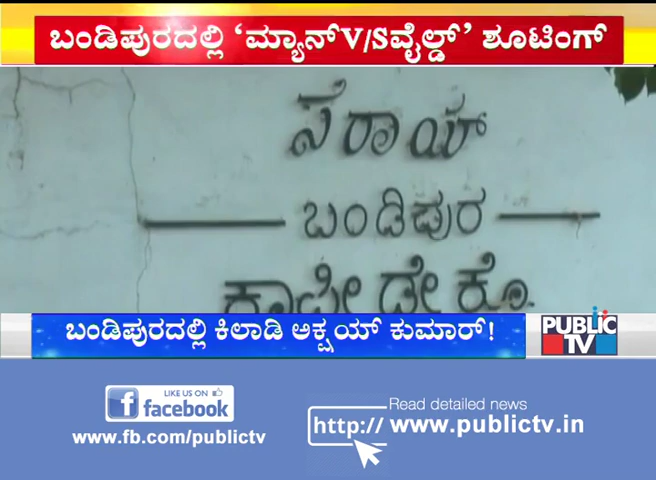 ಬಂಡಿಪುರದಲ್ಲಿ 'ಮ್ಯಾನ್V/Sವೈಲ್ಡ್' ಶೂಟಿಂಗ್
ಸೆರಾಯ್
ಬಂಡಿಪುರ
ಕಾಫೀ ಡೇ ಕೊ.
ಬಂಡಿಪುರದಲ್ಲಿ ಕಿಲಾಡಿ ಅಕ್ಷಯ್ ಕುಮಾರ್!
PUBLIC
TV
LIKE US ON
facebook
www.fb.com/publictv
Read detailed news
http:// www.publictv.in